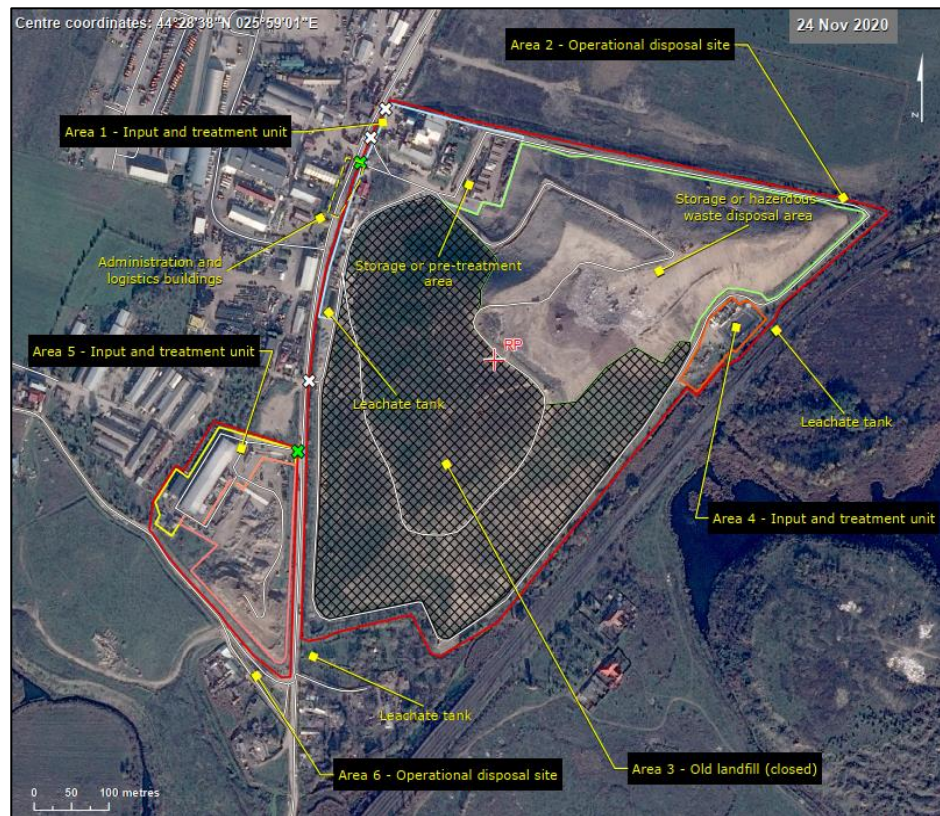 Centre coordinates: 44°28'38"N 025°59'01"E
24 Nov 2020
Area 2 - Operational disposal site
N
Area 1 - Input and treatment unit
Storage or hazerdous
waste disposal area
Administration and
logistics buildings
Storage or pre-treatment
area
Area 5 - Input and treatment unit
RP
Leachate tank
Leachate tank
Area 4 - Input and treatment unit
Leachate tank
Area 3 - Old landfill (closed)
Area 6 - Operational disposal site
0 50 100 metres